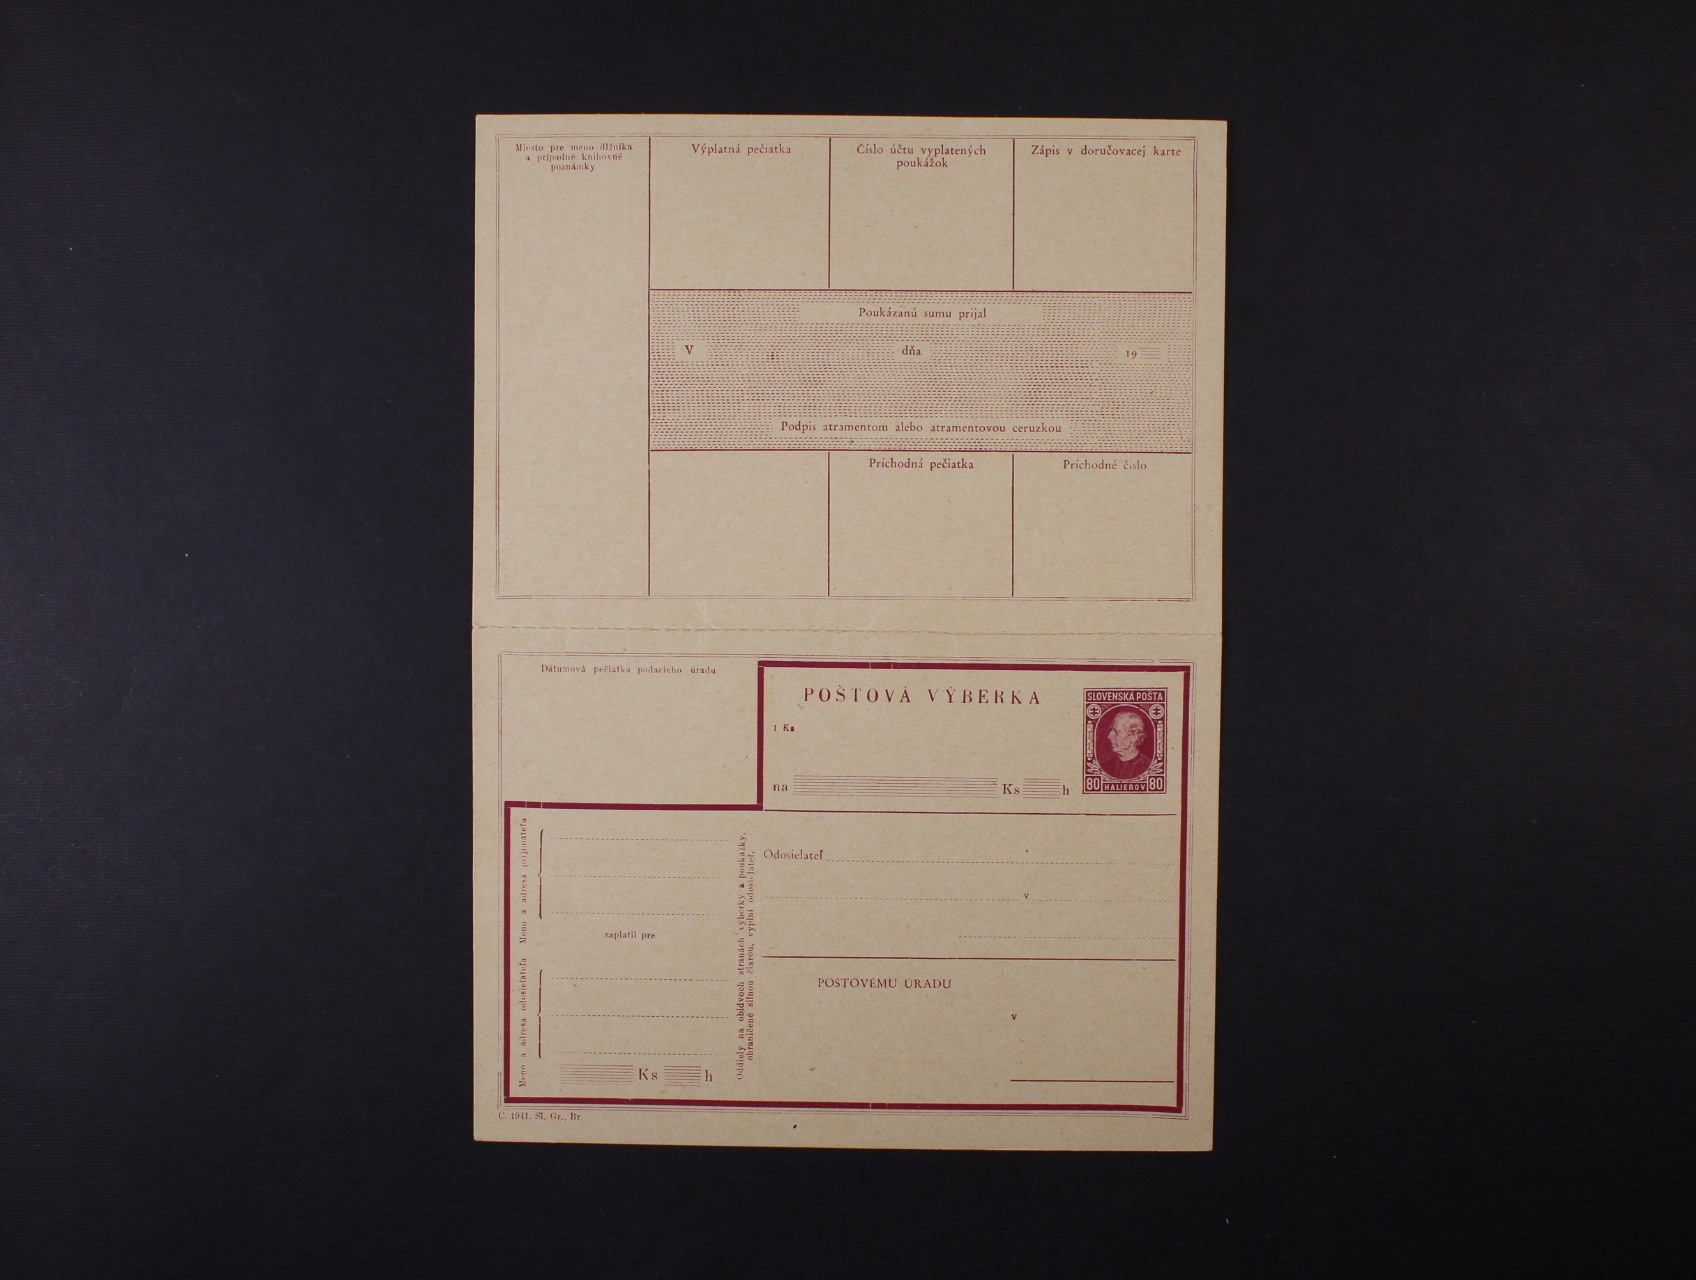 Miesto pre meno dlžníka
a prípadné knihovné
poznámky
Výplatná pečiatka
Číslo účtu vyplatených
poukážok
Zápis v doručovacej karte
Poukázanú sumu prijal
V dňa 19
Podpis atramentom alebo atramentovou ceruzkou
Príchodná pečiatka
Príchodné číslo
Dátumová pečiatka podacieho úradu
POŠTOVÁ VÝBERKA
1 Ks
na Ks h
SLOVENSKÁ POŠTA
80 HALIEROV 80
Meno a adresa prijímateľa
zaplatil pre
Meno a adresa odosielateľa
Ks h
Oddiely na obidvoch stranách výberky a poukážky,
ohraničené silnou čiarou, vyplní odosielateľ.
Odosielateľ
v
POŠTOVÉMU ÚRADU
v
C. 1941. Sl. Gr., Br.